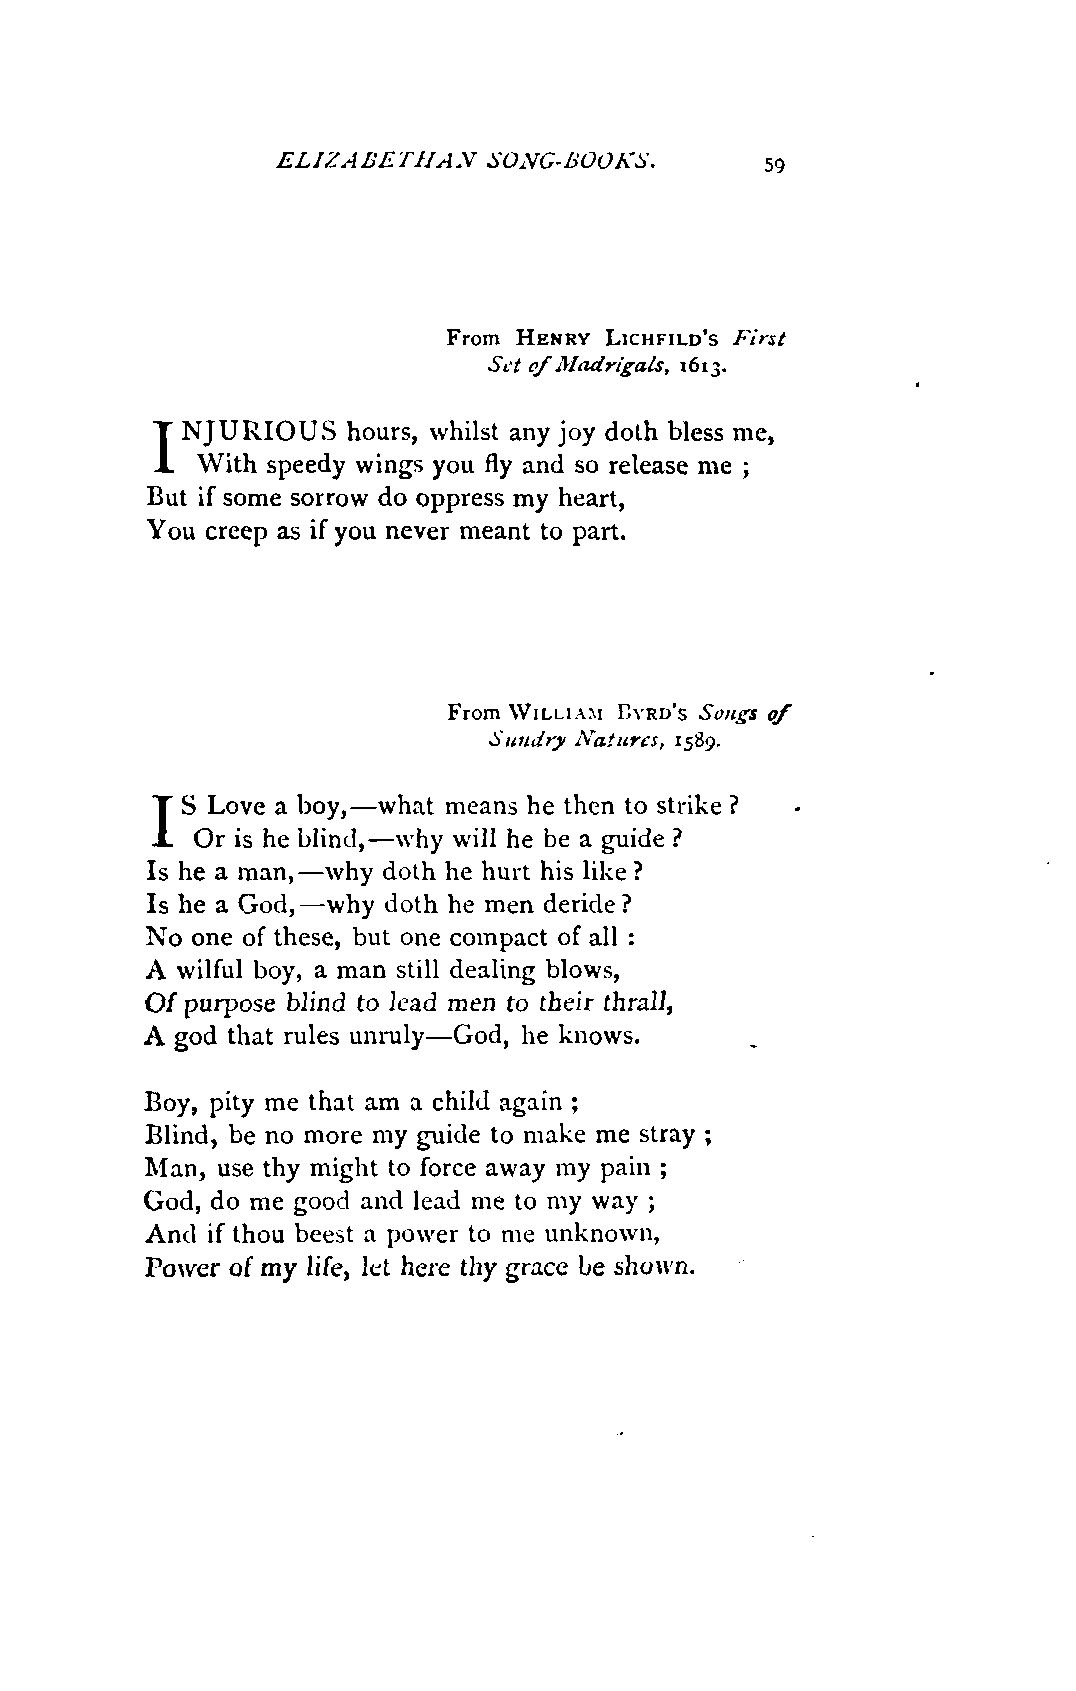 ELIZABETHAN SONG-BOOKS. 59
From HENRY LICHFILD'S First
Set of Madrigals, 1613.
INJURIOUS hours, whilst any joy doth bless me,
With speedy wings you fly and so release me ;
But if some sorrow do oppress my heart,
You creep as if you never meant to part.
From WILLIAM BYRD'S Songs of
Sundry Natures, 1589.
IS Love a boy,—what means he then to strike ?
Or is he blind,—why will he be a guide ?
Is he a man,—why doth he hurt his like ?
Is he a God,—why doth he men deride ?
No one of these, but one compact of all :
A wilful boy, a man still dealing blows,
Of purpose blind to lead men to their thrall,
A god that rules unruly—God, he knows.
Boy, pity me that am a child again ;
Blind, be no more my guide to make me stray ;
Man, use thy might to force away my pain ;
God, do me good and lead me to my way ;
And if thou beest a power to me unknown,
Power of my life, let here thy grace be shown.